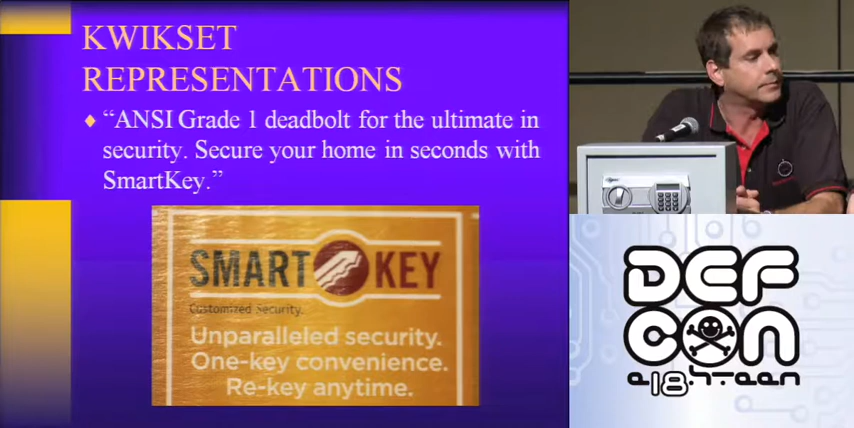 KWIKSET
REPRESENTATIONS
“ANSI Grade 1 deadbolt for the ultimate in
security. Secure your home in seconds with
SmartKey.”
SMART KEY
Customized Security.
Unparalleled security.
One-key convenience.
Re-key anytime.
DEF
CON
18